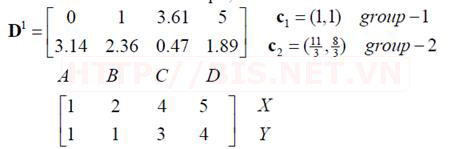 D¹ = [ 0 1 3.61 5 ] c₁ = (1,1) group −1
[ 3.14 2.36 0.47 1.89 ] c₂ = (11/3, 8/3) group −2
A B C D
HTTP://BIS.NET.VN
[ 1 2 4 5 ] X
[ 1 1 3 4 ] Y